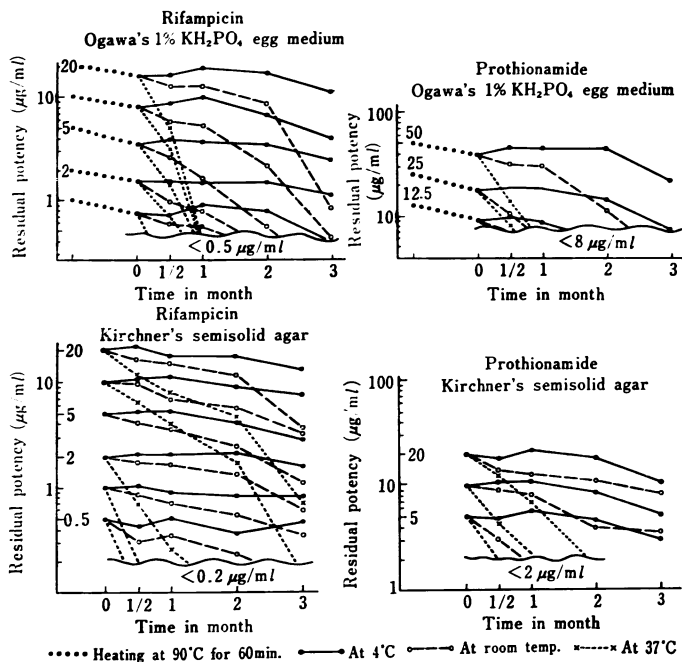 Rifampicin
Ogawa's 1% KH2PO4 egg medium
Residual potency (μg/ml)
20
10
5
2
1
<0.5 μg/ml
0 1/2 1 2 3
Time in month
Prothionamide
Ogawa's 1% KH2PO4 egg medium
Residual potency
(μg/ml)
100
50
25
12.5
10
<8 μg/ml
0 1/2 1 2 3
Time in month
Rifampicin
Kirchner's semisolid agar
Residual potency (μg/ml)
20
10
5
2
1
0.5
<0.2 μg/ml
0 1/2 1 2 3
Time in month
Prothionamide
Kirchner's semisolid agar
Residual potency (μg/ml)
100
20
10
5
1
<2 μg/ml
0 1/2 1 2 3
Time in month
Heating at 90°C for 60min. At 4°C At room temp. At 37°C